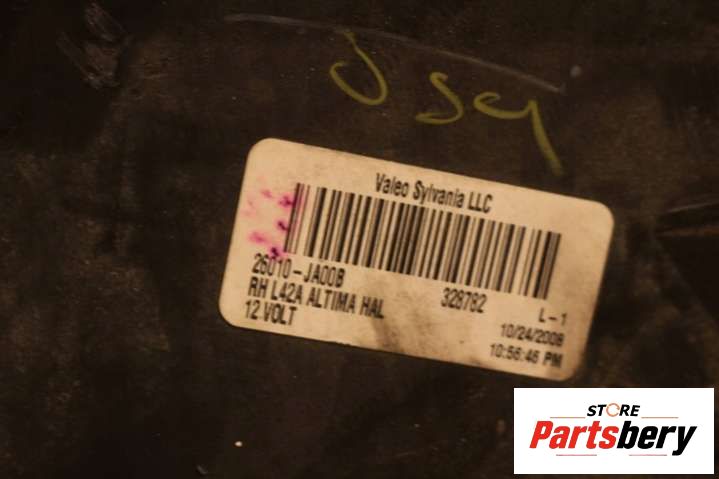 Valeo Sylvania LLC
26010-JA00B
328782
L-1
RH L42A ALTIMA HAL
10/24/2008
12 VOLT
10:56:46 PM
STORE
Partsbery